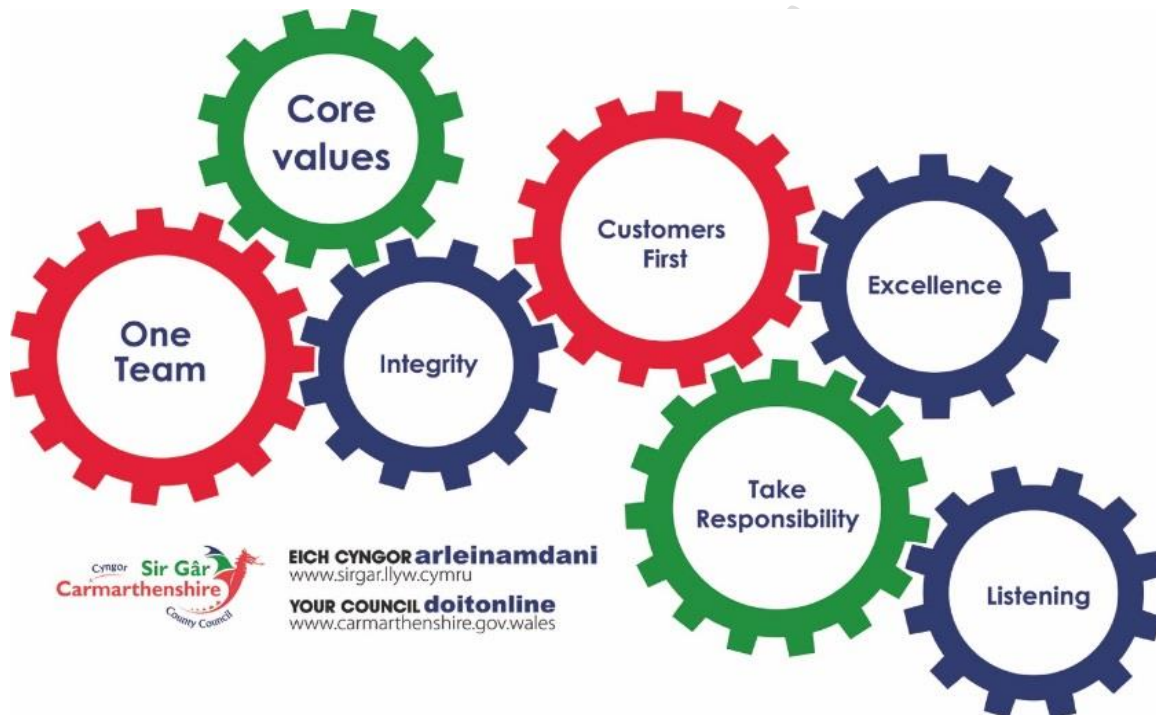 Core
values
One
Team
Integrity
Customers
First
Excellence
Take
Responsibility
Listening
Cyngor Sir Gâr
Carmarthenshire
County Council
EICH CYNGOR arleinamdani
www.sirgar.llyw.cymru
YOUR COUNCIL doitonline
www.carmarthenshire.gov.wales